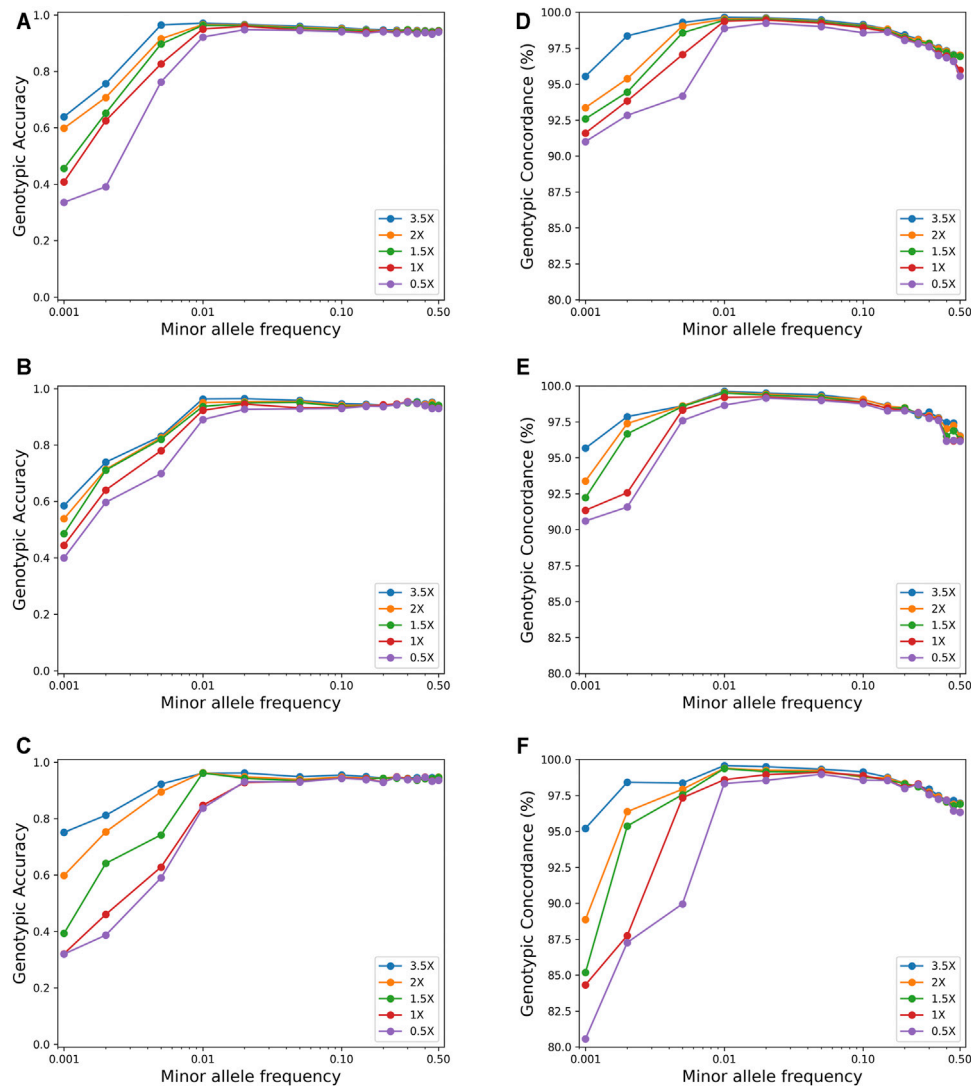 A
Genotypic Accuracy
1.0
0.8
0.6
0.4
0.2
0.0
3.5X
2X
1.5X
1X
0.5X
0.001
0.01
0.10
0.50
Minor allele frequency
D
Genotypic Concordance (%)
100.0
97.5
95.0
92.5
90.0
87.5
85.0
82.5
80.0
3.5X
2X
1.5X
1X
0.5X
0.001
0.01
0.10
0.50
Minor allele frequency
B
Genotypic Accuracy
1.0
0.8
0.6
0.4
0.2
0.0
3.5X
2X
1.5X
1X
0.5X
0.001
0.01
0.10
0.50
Minor allele frequency
E
Genotypic Concordance (%)
100.0
97.5
95.0
92.5
90.0
87.5
85.0
82.5
80.0
3.5X
2X
1.5X
1X
0.5X
0.001
0.01
0.10
0.50
Minor allele frequency
C
Genotypic Accuracy
1.0
0.8
0.6
0.4
0.2
0.0
3.5X
2X
1.5X
1X
0.5X
0.001
0.01
0.10
0.50
Minor allele frequency
F
Genotypic Concordance (%)
100.0
97.5
95.0
92.5
90.0
87.5
85.0
82.5
80.0
3.5X
2X
1.5X
1X
0.5X
0.001
0.01
0.10
0.50
Minor allele frequency